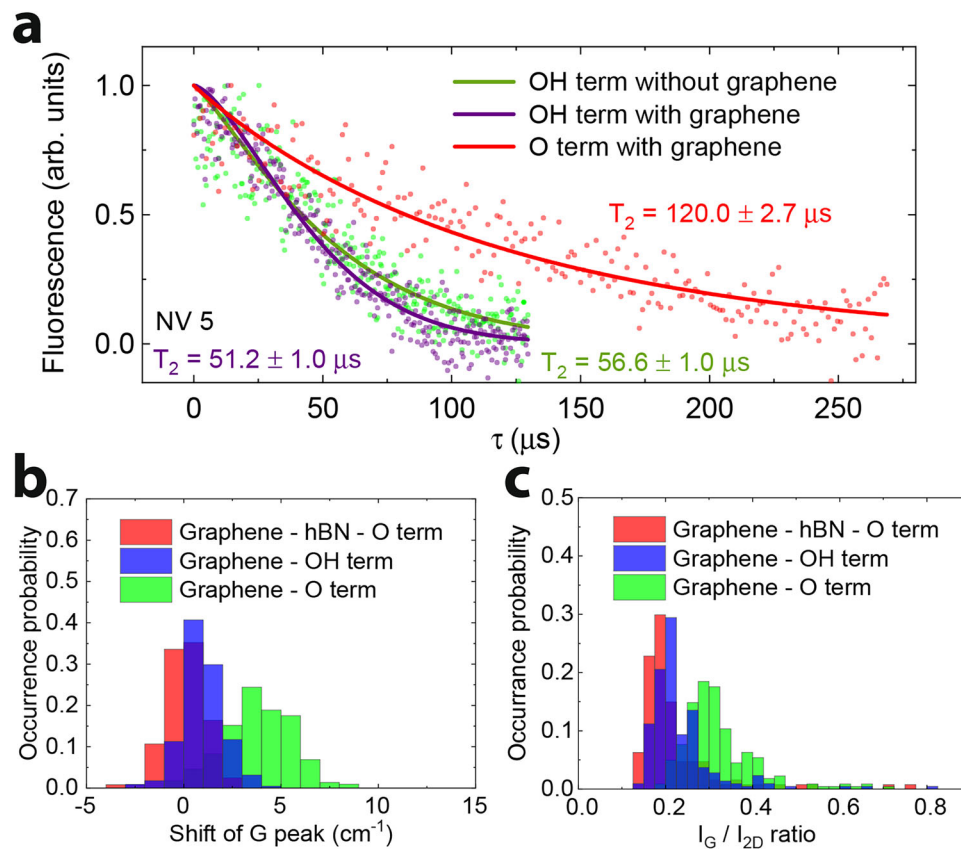 a
Fluorescence (arb. units)
1.0
0.5
0.0
OH term without graphene
OH term with graphene
O term with graphene
T2 = 120.0 ± 2.7 μs
NV 5
T2 = 51.2 ± 1.0 μs
T2 = 56.6 ± 1.0 μs
0 50 100 150 200 250
τ (μs)
b
Occurrence probability
0.7
0.6
0.5
0.4
0.3
0.2
0.1
0.0
Graphene - hBN - O term
Graphene - OH term
Graphene - O term
-5 0 5 10 15
Shift of G peak (cm-1)
c
Occurrance probability
0.5
0.4
0.3
0.2
0.1
0.0
Graphene - hBN - O term
Graphene - OH term
Graphene - O term
0.0 0.2 0.4 0.6 0.8
IG / I2D ratio